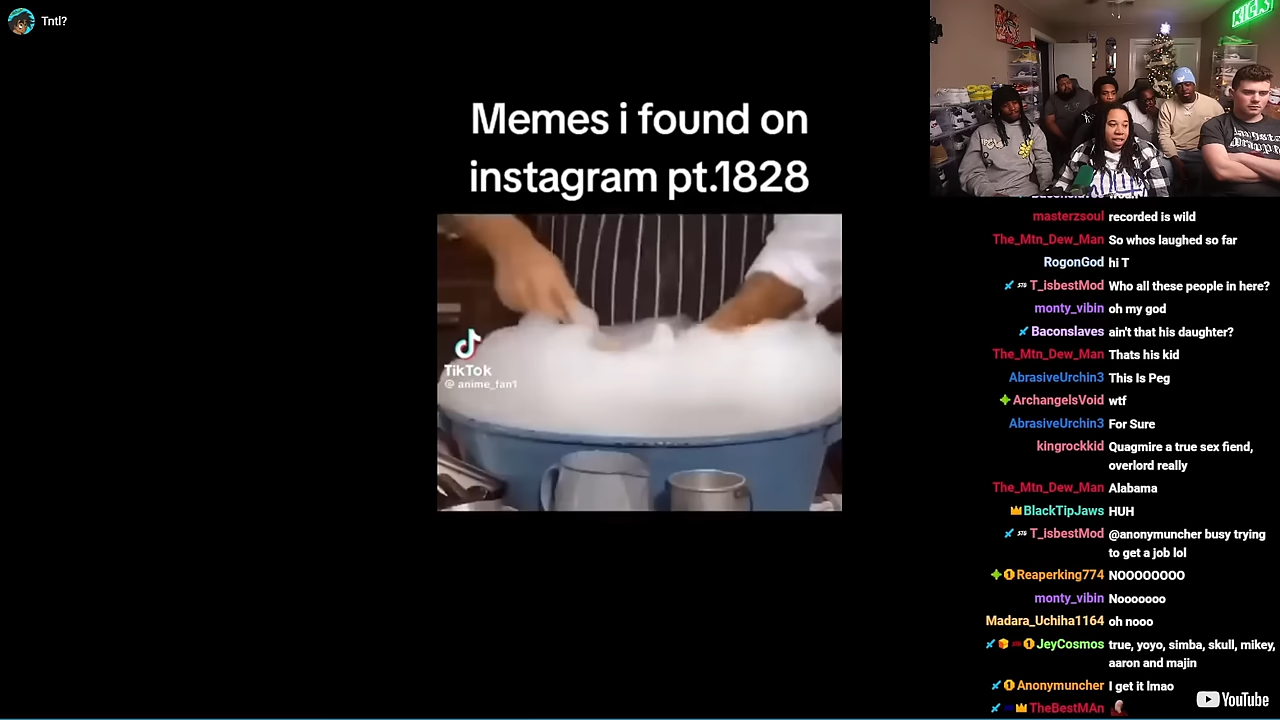 Tntl?
Memes i found on
instagram pt.1828
TikTok
@ anime_fan1
masterzsoul recorded is wild
The_Mtn_Dew_Man So whos laughed so far
RogonGod hi T
T_isbestMod Who all these people in here?
monty_vibin oh my god
Baconslaves ain't that his daughter?
The_Mtn_Dew_Man Thats his kid
AbrasiveUrchin3 This Is Peg
ArchangelsVoid wtf
AbrasiveUrchin3 For Sure
kingrockkid Quagmire a true sex fiend,
overlord really
The_Mtn_Dew_Man Alabama
BlackTipJaws HUH
T_isbestMod @anonymuncher busy trying
to get a job lol
Reaperking774 NOOOOOOOO
monty_vibin Nooooooo
Madara_Uchiha1164 oh nooo
JeyCosmos true, yoyo, simba, skull, mikey,
aaron and majin
Anonymuncher I get it lmao
TheBestMAn
YouTube